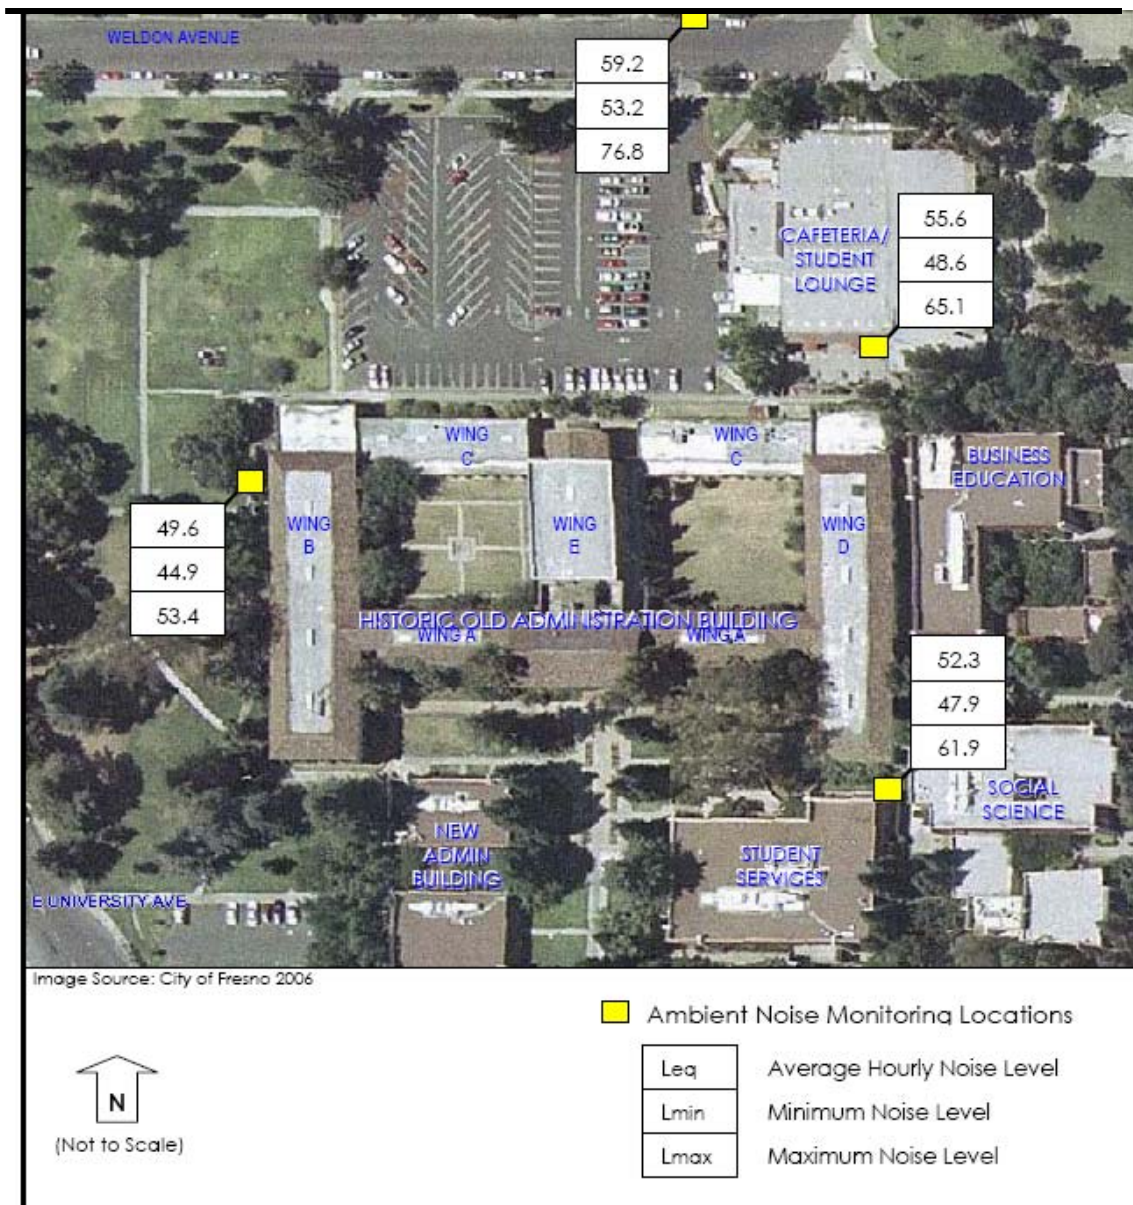 WELDON AVENUE
59.2
53.2
76.8
CAFETERIA/
STUDENT
LOUNGE
55.6
48.6
65.1
WING
C
WING
C
BUSINESS
EDUCATION
49.6
44.9
53.4
WING
B
WING
E
WING
D
HISTORIC OLD ADMINISTRATION BUILDING
WING A
WING A
52.3
47.9
61.9
SOCIAL
SCIENCE
NEW
ADMIN
BUILDING
STUDENT
SERVICES
E UNIVERSITY AVE
Image Source: City of Fresno 2006
Ambient Noise Monitoring Locations
N
(Not to Scale)
Leq Average Hourly Noise Level
Lmin Minimum Noise Level
Lmax Maximum Noise Level